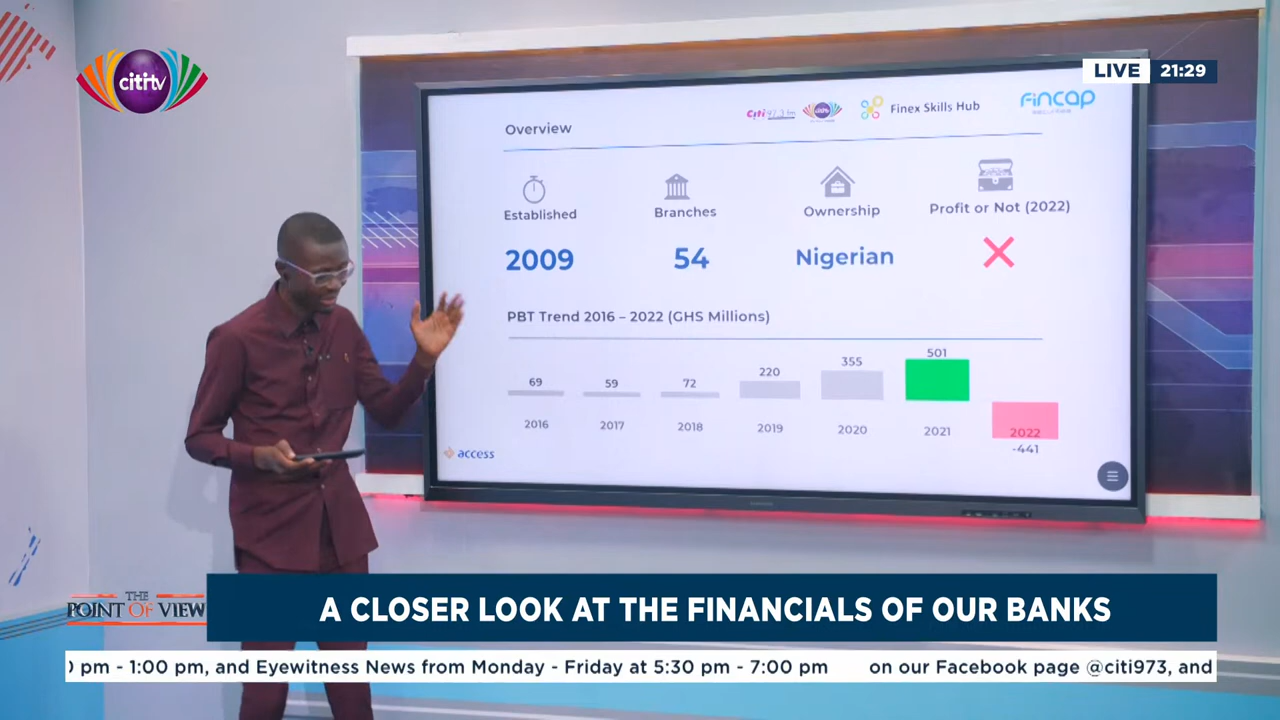 citi tv
LIVE 21:29
Citi 97.3 fm
Finex Skills Hub
Fincap
Overview
Established
Branches
Ownership
Profit or Not (2022)
2009
54
Nigerian
PBT Trend 2016 – 2022 (GHS Millions)
69
59
72
220
355
501
2016
2017
2018
2019
2020
2021
2022
-441
access
THE
POINT OF VIEW
A CLOSER LOOK AT THE FINANCIALS OF OUR BANKS
pm - 1:00 pm, and Eyewitness News from Monday - Friday at 5:30 pm - 7:00 pm on our Facebook page @citi973, and